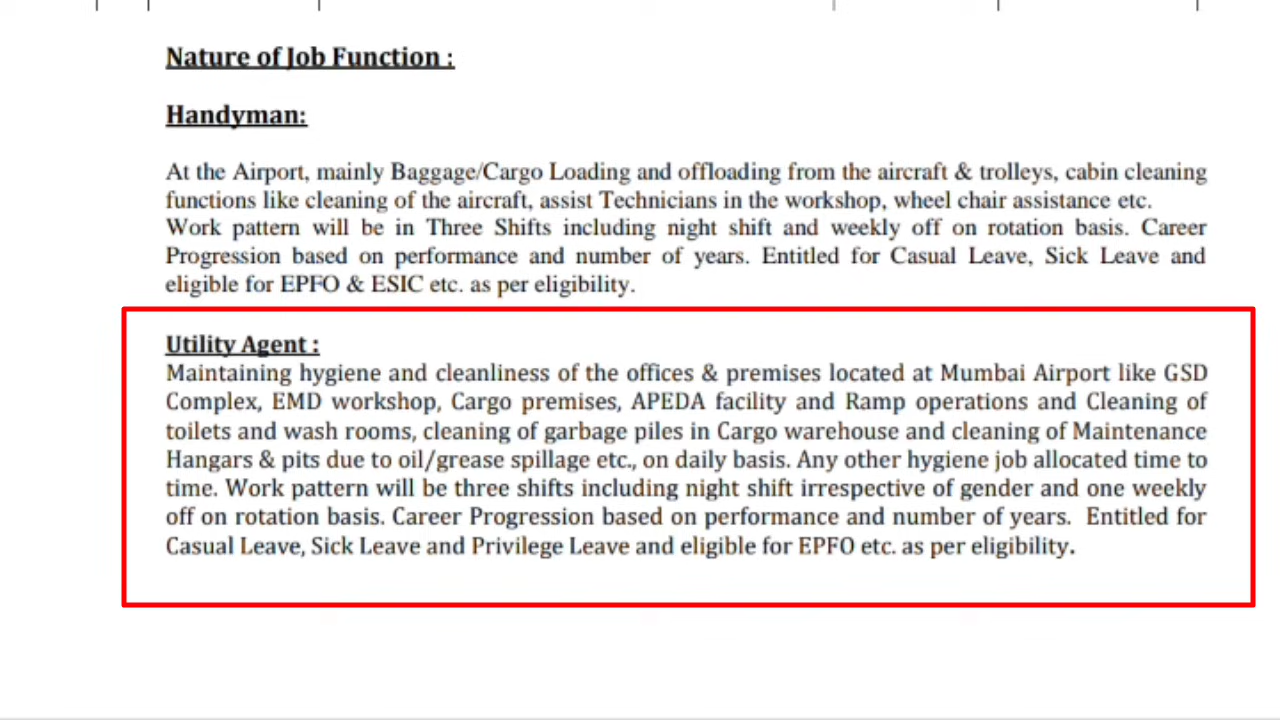 Nature of Job Function :
Handyman:
At the Airport, mainly Baggage/Cargo Loading and offloading from the aircraft & trolleys, cabin cleaning
functions like cleaning of the aircraft, assist Technicians in the workshop, wheel chair assistance etc.
Work pattern will be in Three Shifts including night shift and weekly off on rotation basis. Career
Progression based on performance and number of years. Entitled for Casual Leave, Sick Leave and
eligible for EPFO & ESIC etc. as per eligibility.
Utility Agent :
Maintaining hygiene and cleanliness of the offices & premises located at Mumbai Airport like GSD
Complex, EMD workshop, Cargo premises, APEDA facility and Ramp operations and Cleaning of
toilets and wash rooms, cleaning of garbage piles in Cargo warehouse and cleaning of Maintenance
Hangars & pits due to oil/grease spillage etc., on daily basis. Any other hygiene job allocated time to
time. Work pattern will be three shifts including night shift irrespective of gender and one weekly
off on rotation basis. Career Progression based on performance and number of years. Entitled for
Casual Leave, Sick Leave and Privilege Leave and eligible for EPFO etc. as per eligibility.